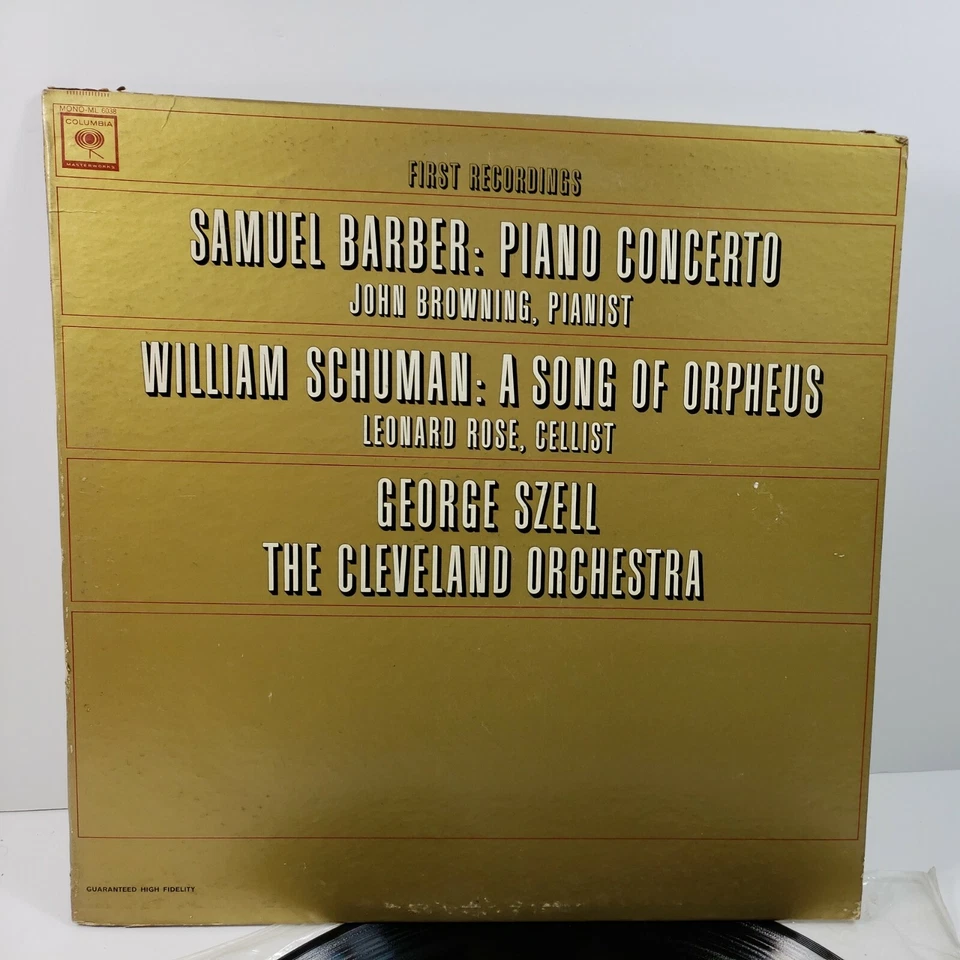 MONO-ML 6038
COLUMBIA
MASTERWORKS
FIRST RECORDINGS
SAMUEL BARBER: PIANO CONCERTO
JOHN BROWNING, PIANIST
WILLIAM SCHUMAN: A SONG OF ORPHEUS
LEONARD ROSE, CELLIST
GEORGE SZELL
THE CLEVELAND ORCHESTRA
GUARANTEED HIGH FIDELITY